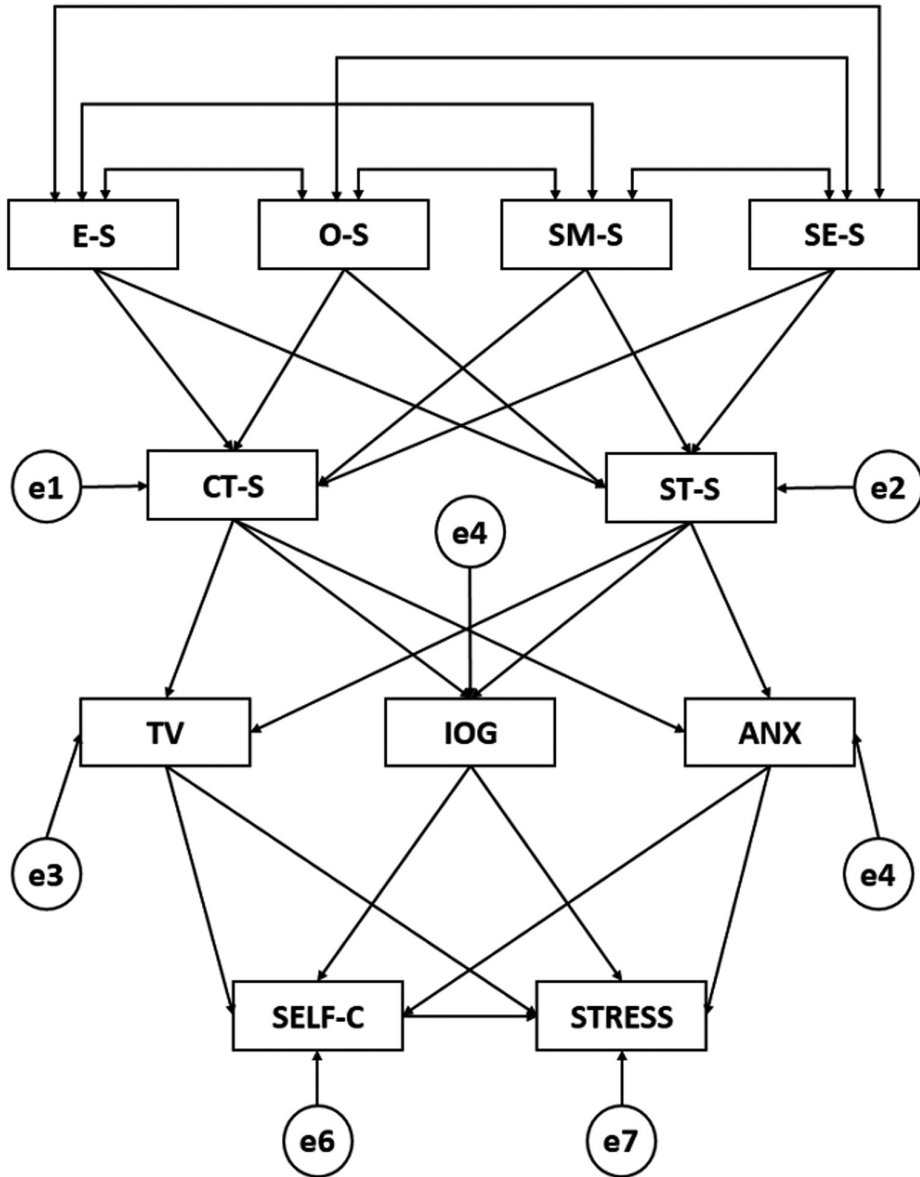 E-S
O-S
SM-S
SE-S
e1
CT-S
ST-S
e2
e4
TV
IOG
ANX
e3
e4
SELF-C
STRESS
e6
e7